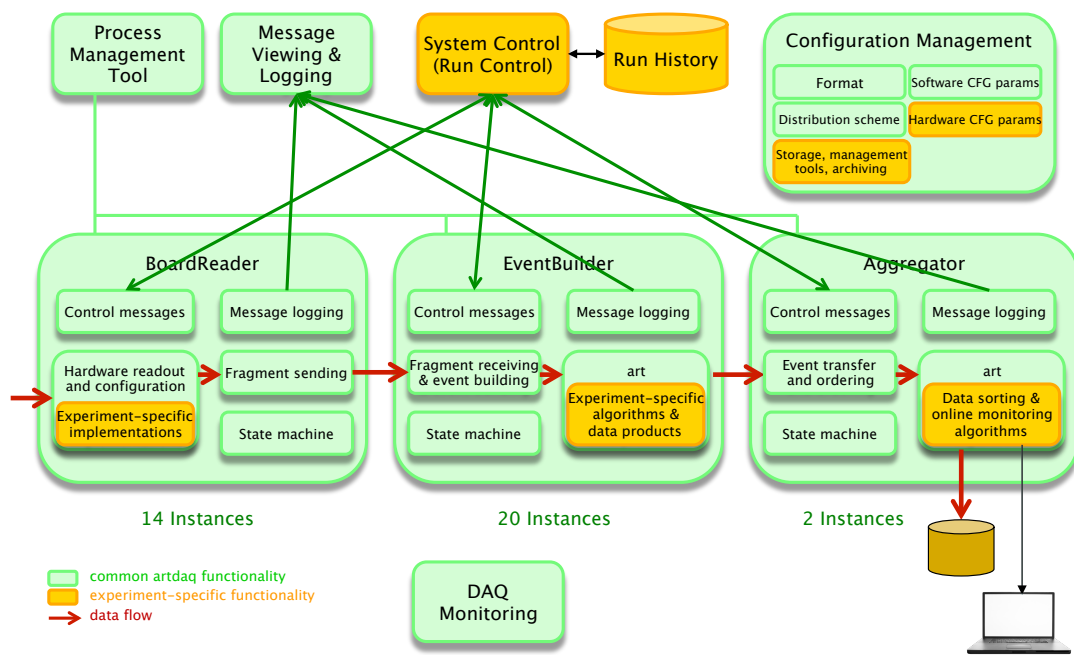 Process
Management
Tool
Message
Viewing &
Logging
System Control
(Run Control)
Run History
Configuration Management
Format
Software CFG params
Distribution scheme
Hardware CFG params
Storage, management
tools, archiving
BoardReader
Control messages
Message logging
Hardware readout
and configuration
Experiment-specific
implementations
Fragment sending
State machine
EventBuilder
Control messages
Message logging
Fragment receiving
& event building
art
Experiment-specific
algorithms &
data products
State machine
Aggregator
Control messages
Message logging
Event transfer
and ordering
art
Data sorting &
online monitoring
algorithms
State machine
14 Instances
20 Instances
2 Instances
common artdaq functionality
experiment-specific functionality
data flow
DAQ
Monitoring